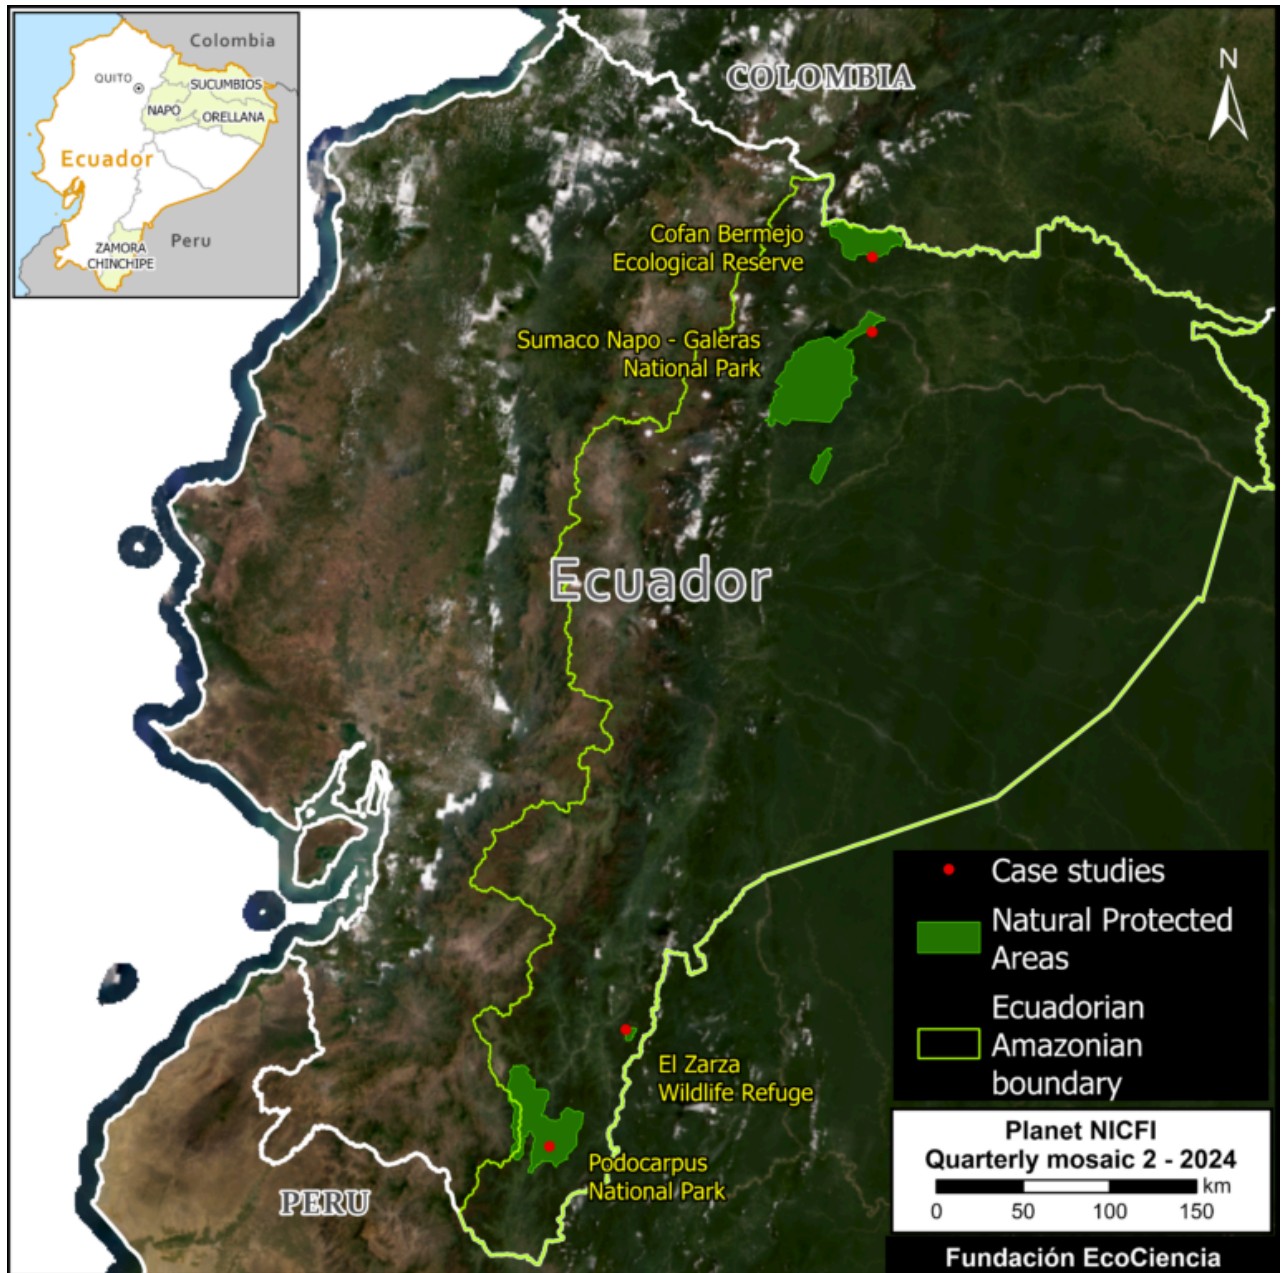 Colombia
QUITO
SUCUMBIOS
NAPO
ORELLANA
Ecuador
Peru
ZAMORA
CHINCHIPE
COLOMBIA
N
Cofan Bermejo
Ecological Reserve
Sumaco Napo - Galeras
National Park
Ecuador
El Zarza
Wildlife Refuge
Podocarpus
National Park
PERU
Case studies
Natural Protected
Areas
Ecuadorian
Amazonian
boundary
Planet NICFI
Quarterly mosaic 2 - 2024
km
0 50 100 150
Fundación EcoCiencia